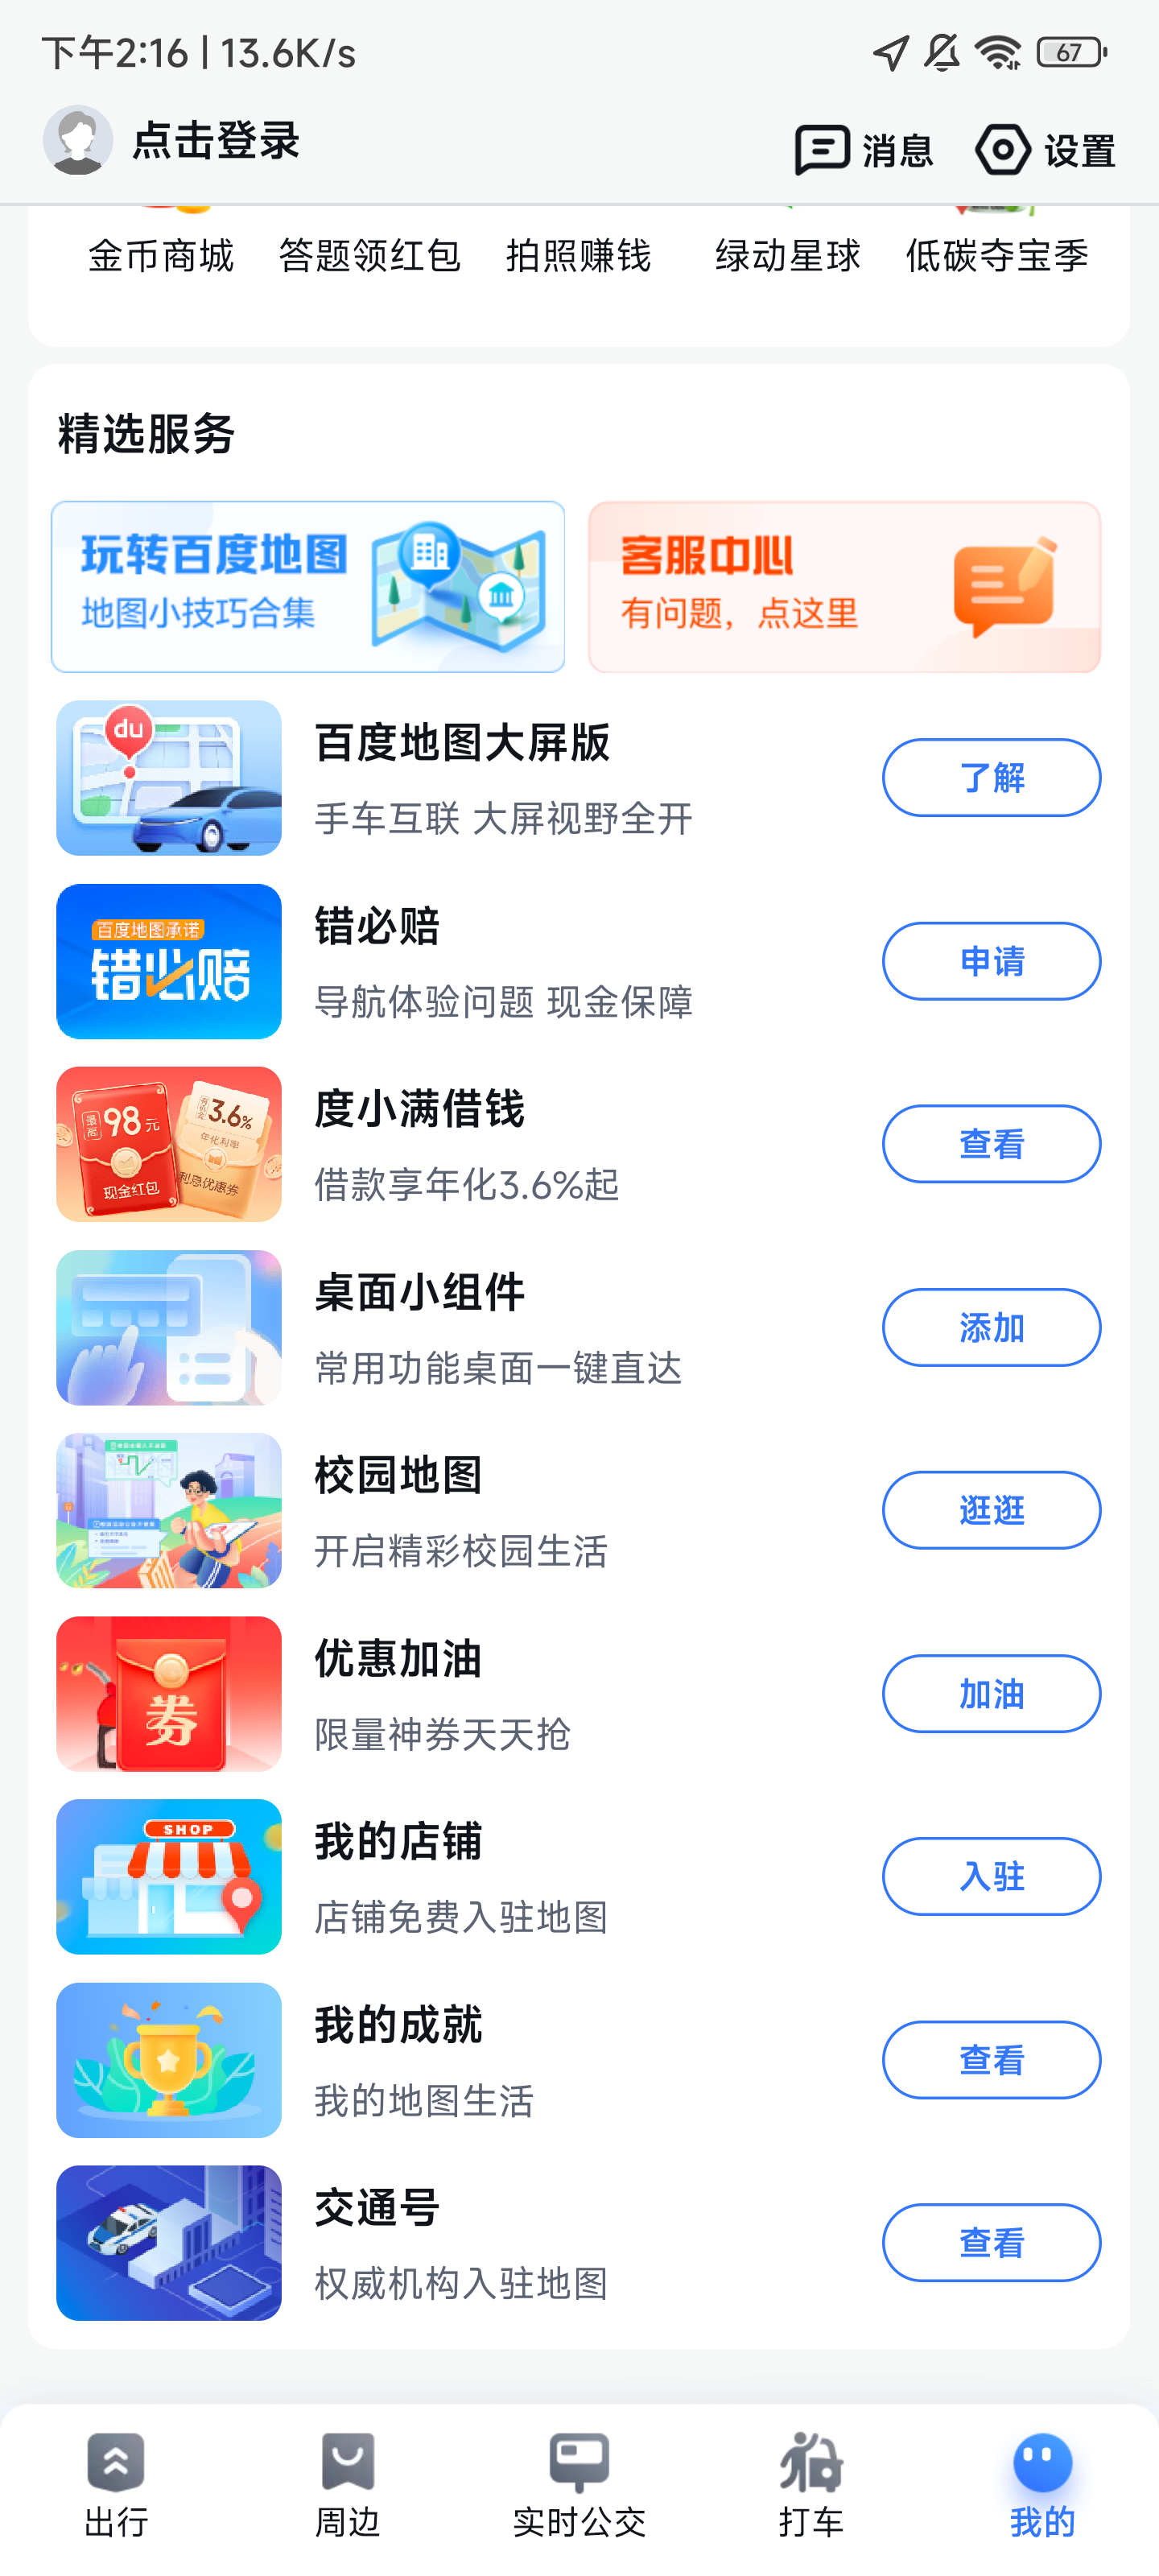 下午2:16 | 13.6K/s
67
点击登录
消息
设置
金币商城
答题领红包
拍照赚钱
绿动星球
低碳夺宝季
精选服务
玩转百度地图
地图小技巧合集
客服中心
有问题，点这里
du
百度地图大屏版
手车互联 大屏视野全开
了解
百度地图承诺
错必赔
错必赔
导航体验问题 现金保障
申请
最高98元
现金红包
3.6%
年化利率
利息优惠券
度小满借钱
借款享年化3.6%起
查看
桌面小组件
常用功能桌面一键直达
添加
校园地图
开启精彩校园生活
逛逛
券
优惠加油
限量神券天天抢
加油
SHOP
我的店铺
店铺免费入驻地图
入驻
我的成就
我的地图生活
查看
交通号
权威机构入驻地图
查看
出行
周边
实时公交
打车
我的